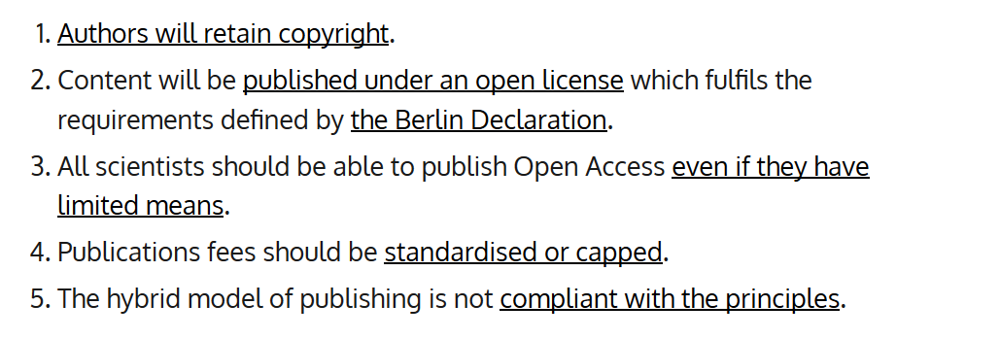 1. Authors will retain copyright.
2. Content will be published under an open license which fulfils the
requirements defined by the Berlin Declaration.
3. All scientists should be able to publish Open Access even if they have
limited means.
4. Publications fees should be standardised or capped.
5. The hybrid model of publishing is not compliant with the principles.